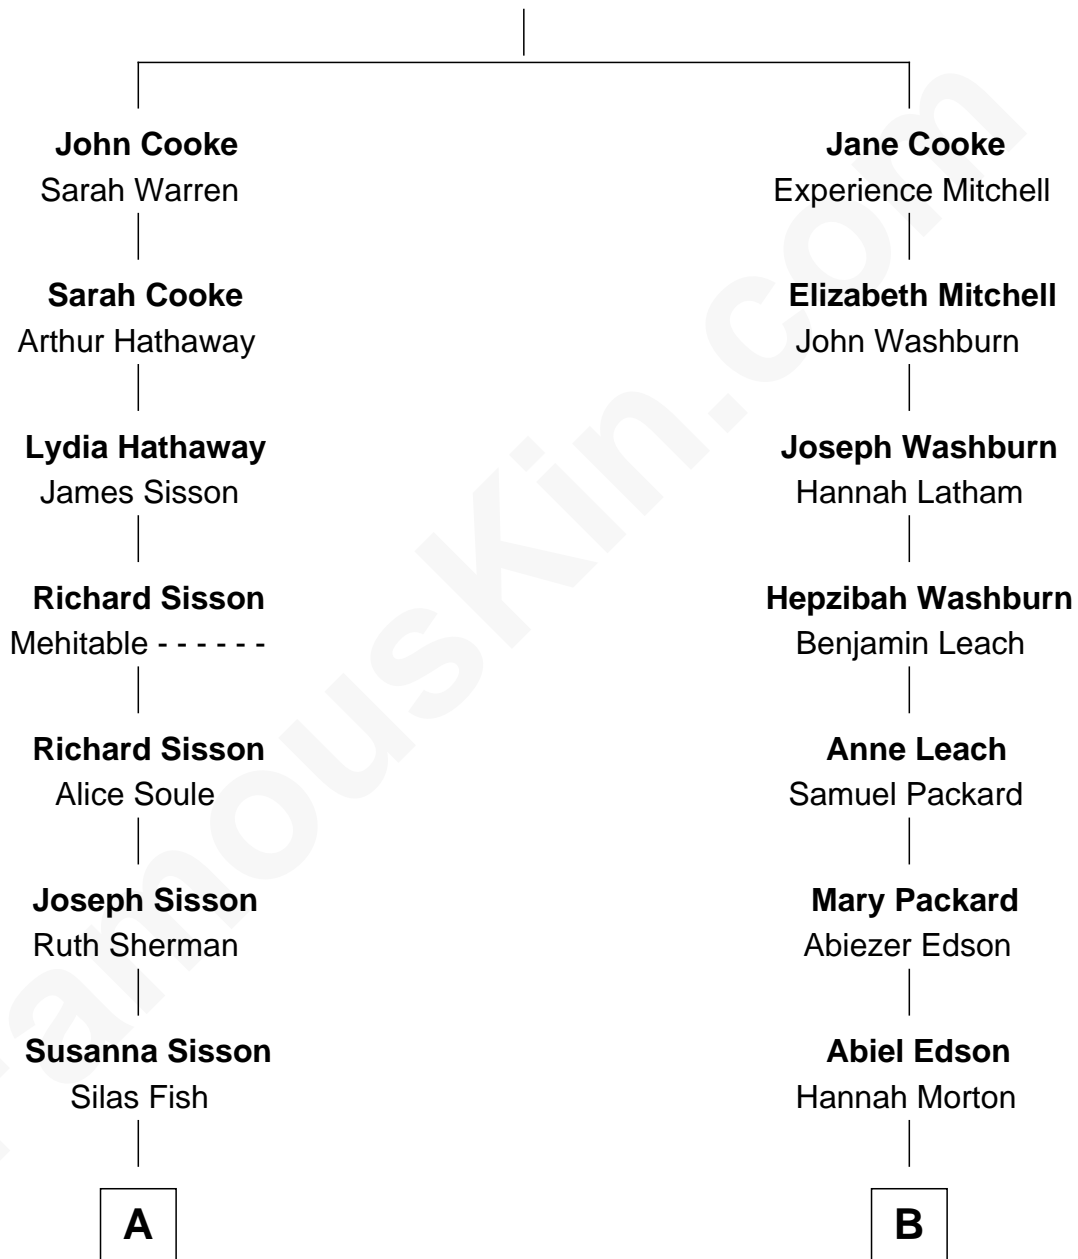 John Cooke
Sarah Warren
Jane Cooke
Experience Mitchell
Sarah Cooke
Arthur Hathaway
Elizabeth Mitchell
John Washburn
Lydia Hathaway
James Sisson
Joseph Washburn
Hannah Latham
Richard Sisson
Mehitable - - - - - -
Hepzibah Washburn
Benjamin Leach
Richard Sisson
Alice Soule
Anne Leach
Samuel Packard
Joseph Sisson
Ruth Sherman
Mary Packard
Abiezer Edson
Susanna Sisson
Silas Fish
Abiel Edson
Hannah Morton
A
B
FamousKin.com